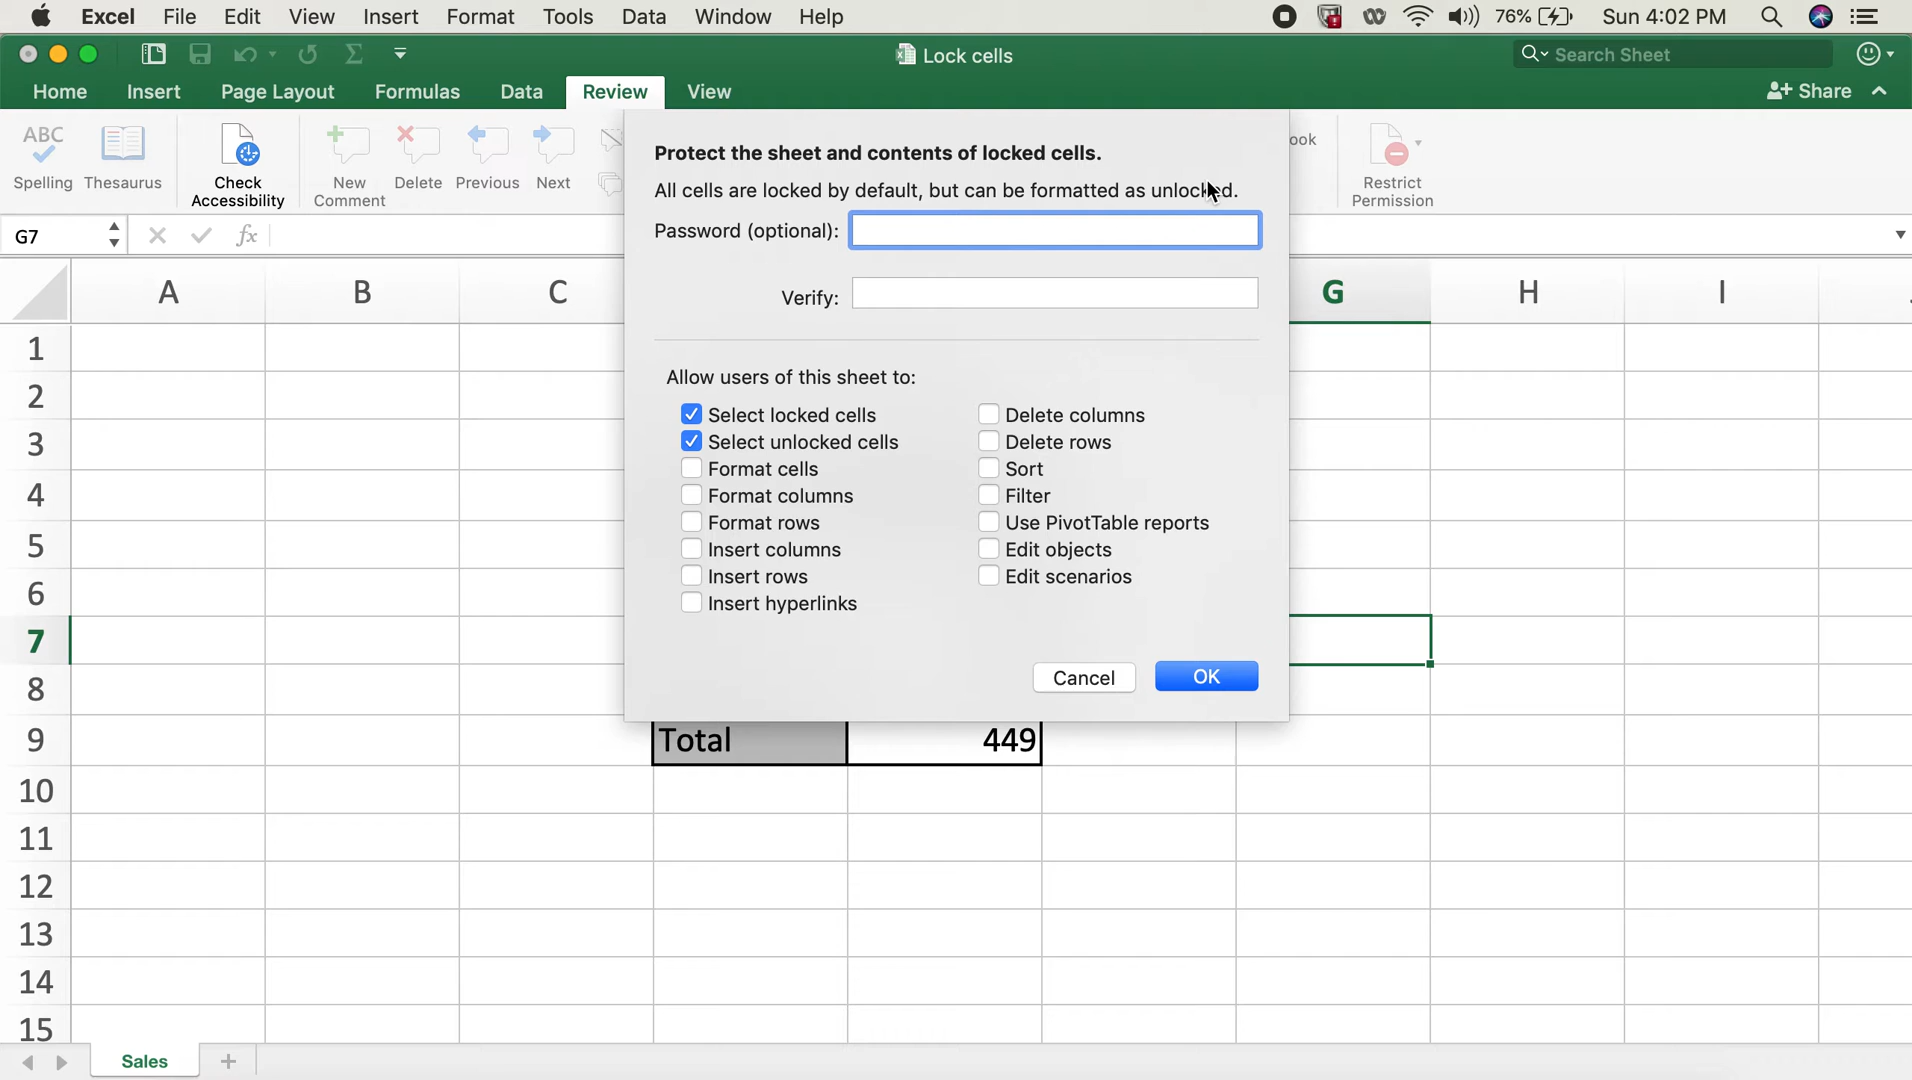 Excel File Edit View Insert Format Tools Data Window Help 76% Sun 4:02 PM
Lock cells Search Sheet
Home Insert Page Layout Formulas Data Review View Share
ABC
Spelling Thesaurus Check Accessibility New Comment Delete Previous Next ook Restrict Permission
G7 fx
A B C G H I
1
2
3
4
5
6
7
8
9 Total 449
10
11
12
13
14
15
Protect the sheet and contents of locked cells.
All cells are locked by default, but can be formatted as unlocked.
Password (optional):
Verify:
Allow users of this sheet to:
Select locked cells Delete columns
Select unlocked cells Delete rows
Format cells Sort
Format columns Filter
Format rows Use PivotTable reports
Insert columns Edit objects
Insert rows Edit scenarios
Insert hyperlinks
Cancel OK
Sales